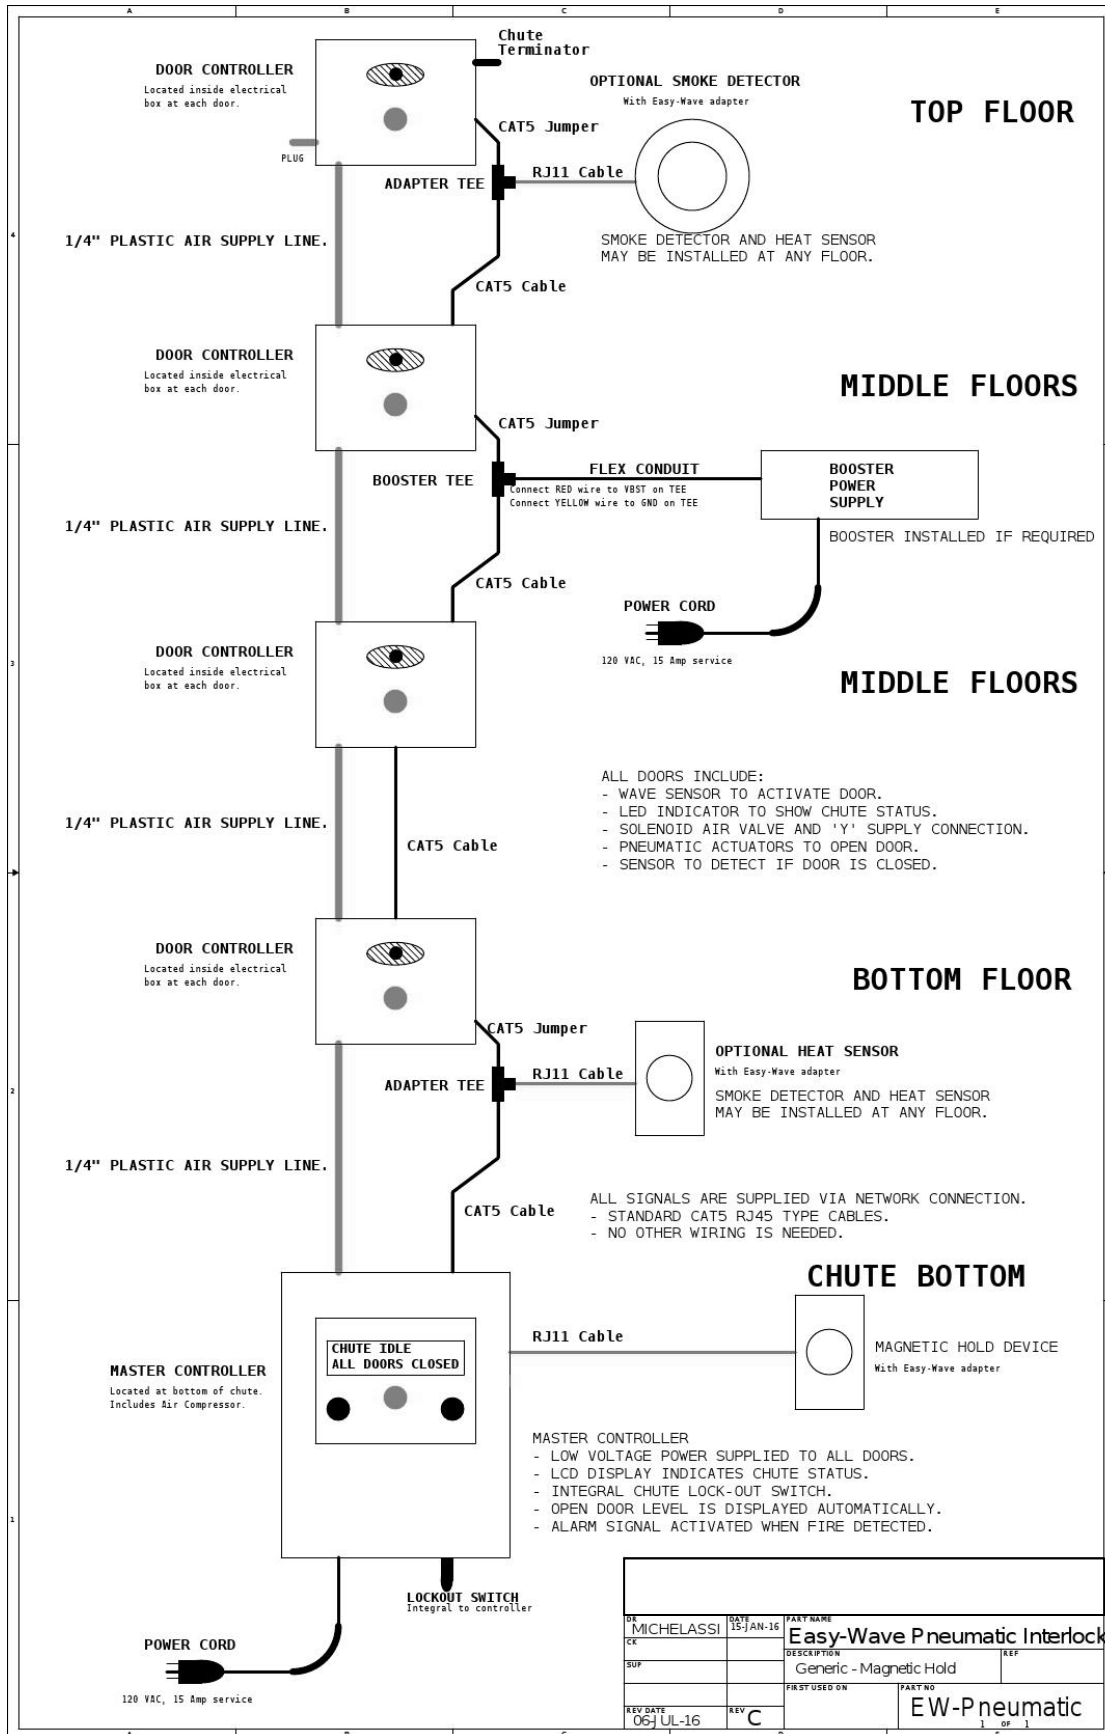 A B C D E
Chute
Terminator
DOOR CONTROLLER
Located inside electrical
box at each door.
OPTIONAL SMOKE DETECTOR
With Easy-Wave adapter
TOP FLOOR
CAT5 Jumper
PLUG
RJ11 Cable
ADAPTER TEE
4
1/4" PLASTIC AIR SUPPLY LINE.
SMOKE DETECTOR AND HEAT SENSOR
MAY BE INSTALLED AT ANY FLOOR.
CAT5 Cable
DOOR CONTROLLER
Located inside electrical
box at each door.
MIDDLE FLOORS
CAT5 Jumper
FLEX CONDUIT
BOOSTER TEE
Connect RED wire to VBST on TEE
Connect YELLOW wire to GND on TEE
BOOSTER
POWER
SUPPLY
1/4" PLASTIC AIR SUPPLY LINE.
BOOSTER INSTALLED IF REQUIRED
CAT5 Cable
POWER CORD
120 VAC, 15 Amp service
3
DOOR CONTROLLER
Located inside electrical
box at each door.
MIDDLE FLOORS
ALL DOORS INCLUDE:
- WAVE SENSOR TO ACTIVATE DOOR.
- LED INDICATOR TO SHOW CHUTE STATUS.
- SOLENOID AIR VALVE AND 'Y' SUPPLY CONNECTION.
- PNEUMATIC ACTUATORS TO OPEN DOOR.
- SENSOR TO DETECT IF DOOR IS CLOSED.
1/4" PLASTIC AIR SUPPLY LINE.
CAT5 Cable
DOOR CONTROLLER
Located inside electrical
box at each door.
BOTTOM FLOOR
CAT5 Jumper
OPTIONAL HEAT SENSOR
With Easy-Wave adapter
RJ11 Cable
ADAPTER TEE
2
SMOKE DETECTOR AND HEAT SENSOR
MAY BE INSTALLED AT ANY FLOOR.
1/4" PLASTIC AIR SUPPLY LINE.
CAT5 Cable
ALL SIGNALS ARE SUPPLIED VIA NETWORK CONNECTION.
- STANDARD CAT5 RJ45 TYPE CABLES.
- NO OTHER WIRING IS NEEDED.
CHUTE BOTTOM
RJ11 Cable
CHUTE IDLE
ALL DOORS CLOSED
MAGNETIC HOLD DEVICE
With Easy-Wave adapter
MASTER CONTROLLER
Located at bottom of chute.
Includes Air Compressor.
MASTER CONTROLLER
- LOW VOLTAGE POWER SUPPLIED TO ALL DOORS.
- LCD DISPLAY INDICATES CHUTE STATUS.
- INTEGRAL CHUTE LOCK-OUT SWITCH.
- OPEN DOOR LEVEL IS DISPLAYED AUTOMATICALLY.
- ALARM SIGNAL ACTIVATED WHEN FIRE DETECTED.
1
LOCKOUT SWITCH
Integral to controller
POWER CORD
120 VAC, 15 Amp service
DR MICHELASSI DATE 15-JAN-16 PART NAME Easy-Wave Pneumatic Interlock
CK
SUP
DESCRIPTION Generic - Magnetic Hold REF
FIRST USED ON PART NO EW-Pneumatic
REV DATE 06-JUL-16 REV C
1 OF 1